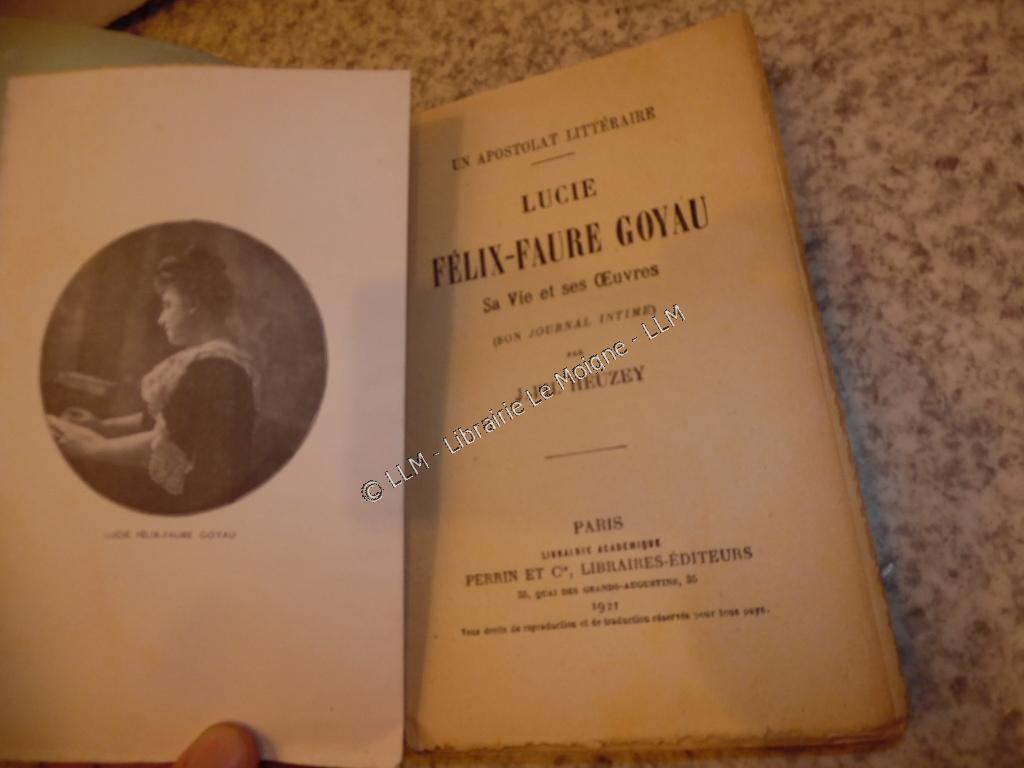 LUCIE FÉLIX-FAURE GOYAU
UN APOSTOLAT LITTÉRAIRE
LUCIE
FÉLIX-FAURE GOYAU
Sa Vie et ses Œuvres
(SON JOURNAL INTIME)
PAR
HEUZEY
PARIS
LIBRAIRIE ACADÉMIQUE
PERRIN ET Cie, LIBRAIRES-ÉDITEURS
35, QUAI DES GRANDS-AUGUSTINS, 35
1921
Tous droits de reproduction et de traduction réservés pour tous pays.
© LLM - Librairie Le Moigne - LLM